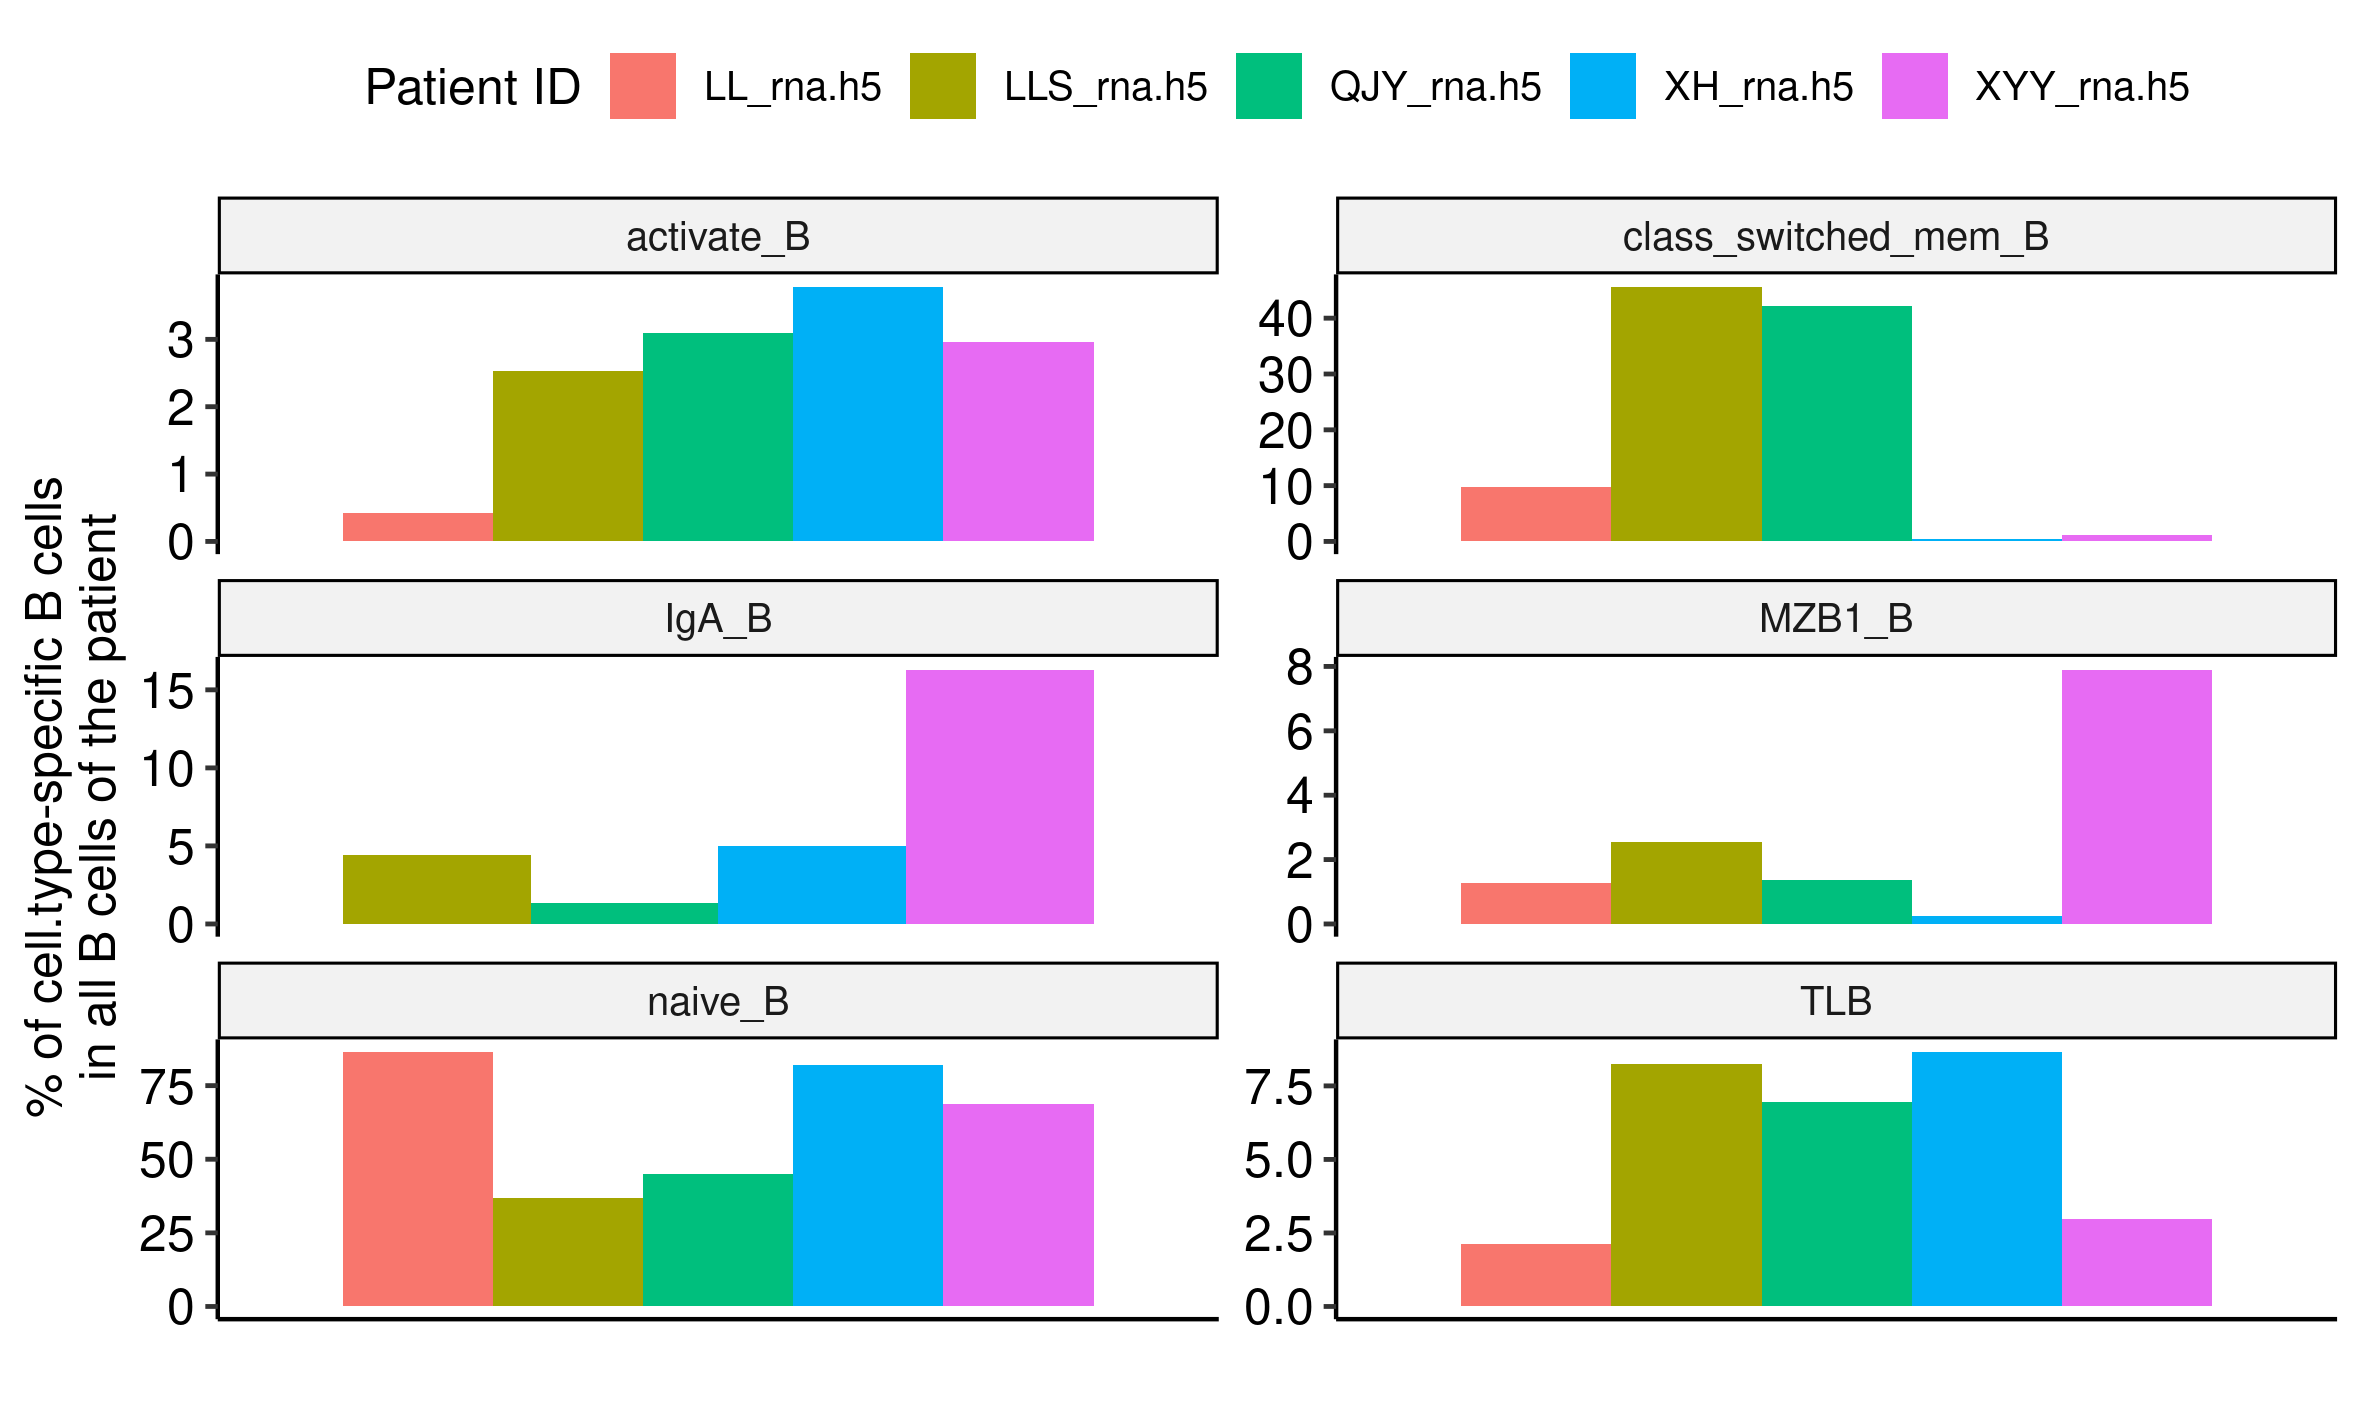 Patient ID LL_rna.h5 LLS_rna.h5 QJY_rna.h5 XH_rna.h5 XYY_rna.h5
% of cell.type-specific B cells
in all B cells of the patient
activate_B
3
2
1
0
class_switched_mem_B
40
30
20
10
0
IgA_B
15
10
5
0
MZB1_B
8
6
4
2
0
naive_B
75
50
25
0
TLB
7.5
5.0
2.5
0.0